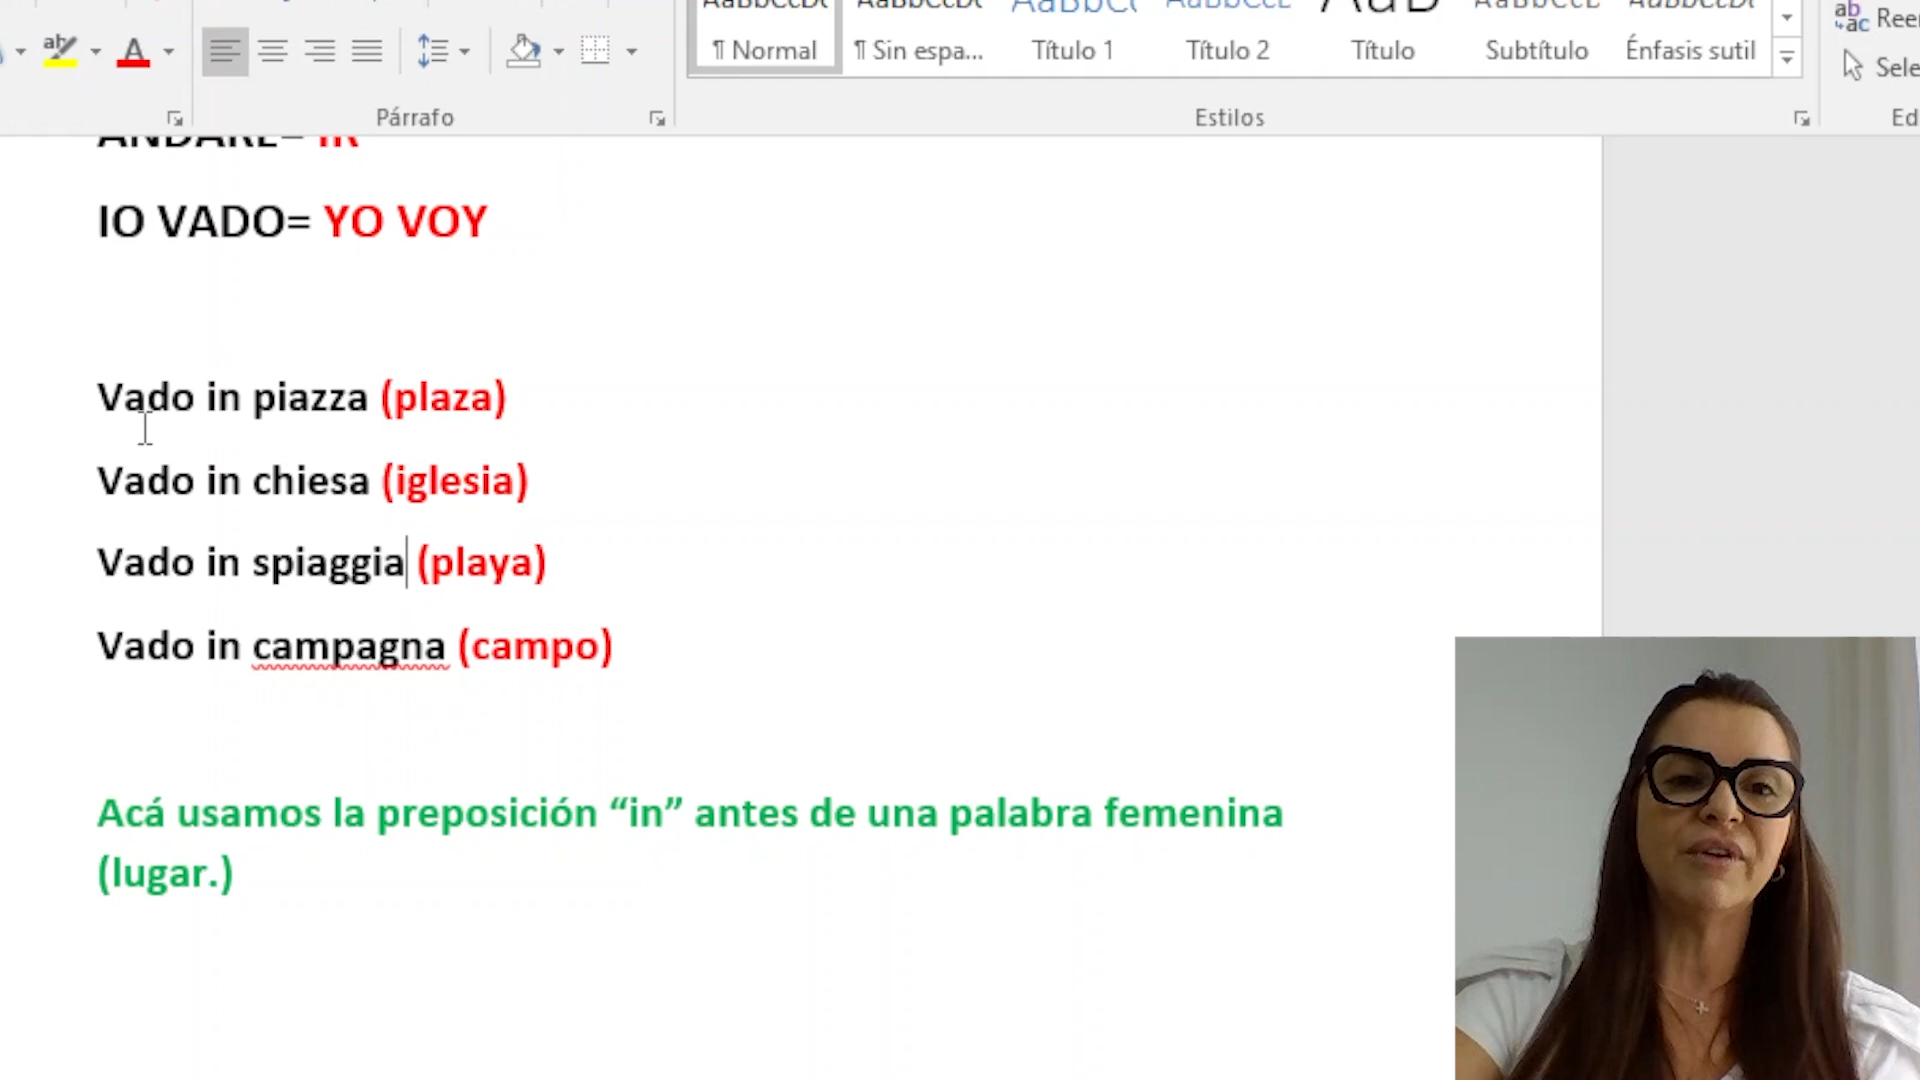 ¶ Normal
¶ Sin espa...
Título 1
Título 2
Título
Subtítulo
Énfasis sutil
Párrafo
Estilos
ANDARE= IR
IO VADO= YO VOY
Vado in piazza (plaza)
Vado in chiesa (iglesia)
Vado in spiaggia (playa)
Vado in campagna (campo)
Acá usamos la preposición “in” antes de una palabra femenina
(lugar.)